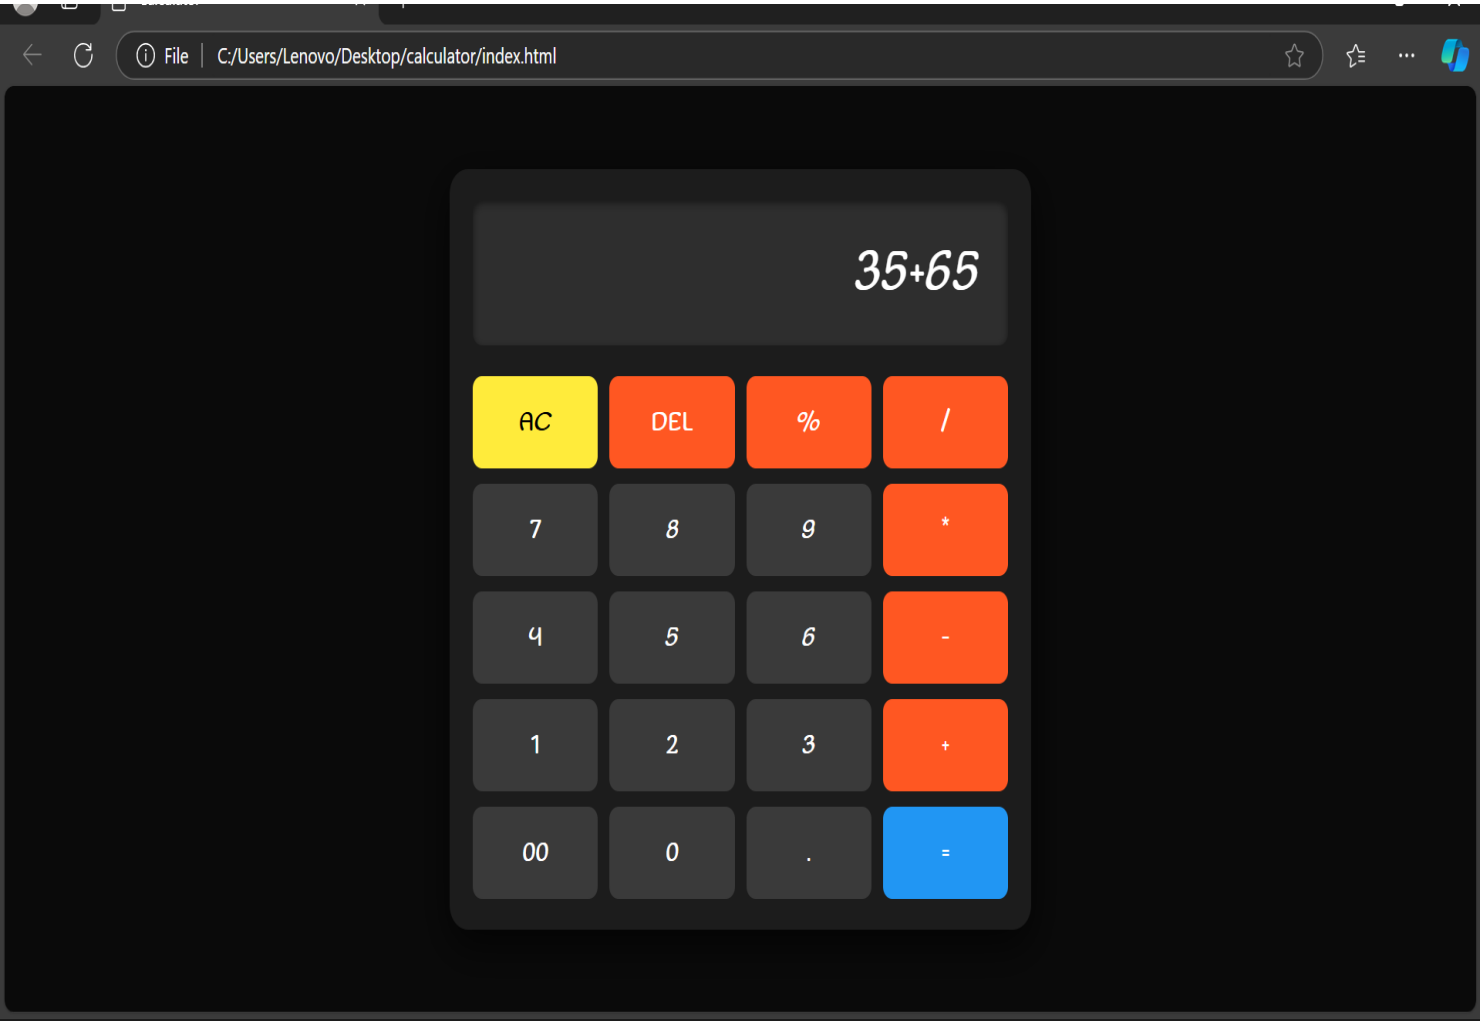 File C:/Users/Lenovo/Desktop/calculator/index.html
35+65
AC DEL % /
7 8 9 *
4 5 6 -
1 2 3 +
00 0 . =